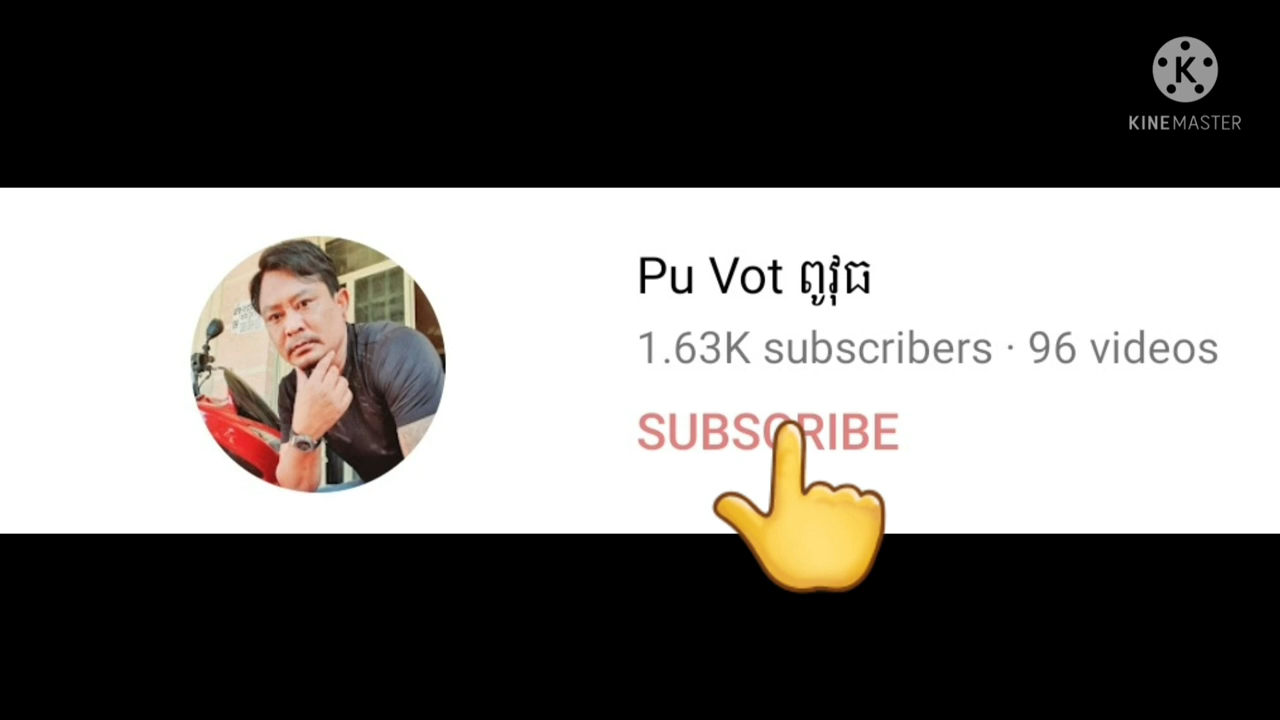 K
KINEMASTER
Pu Vot ពូវុធ
1.63K subscribers · 96 videos
SUBSCRIBE